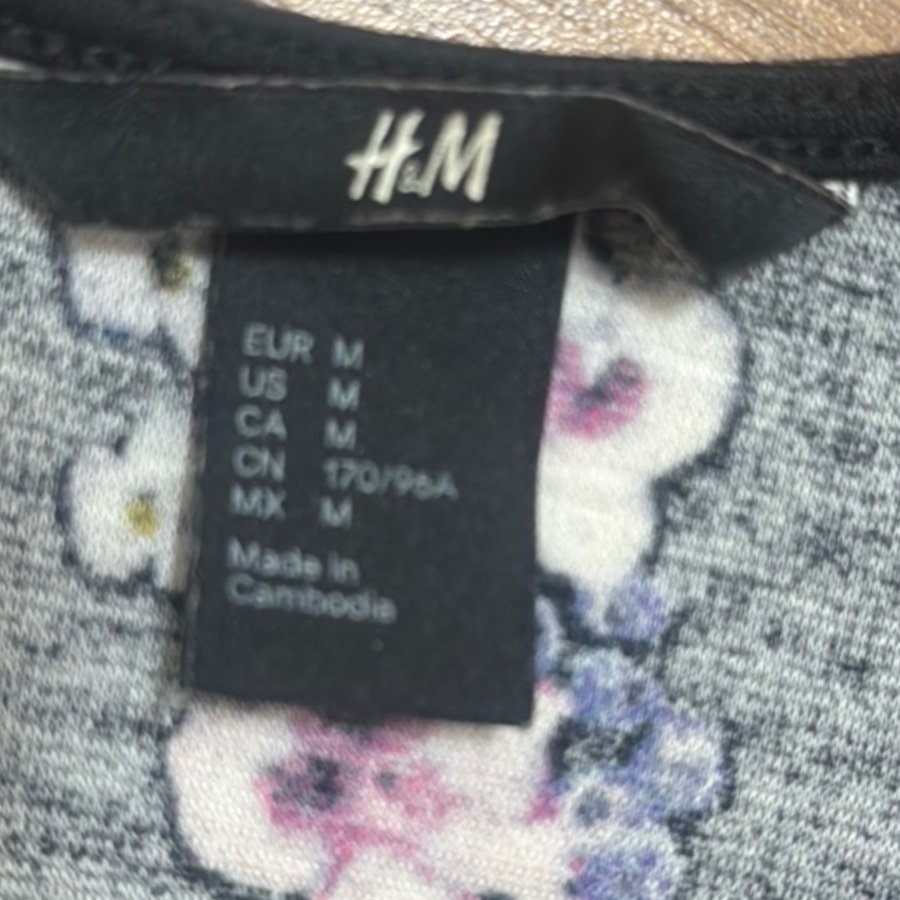 H&M
EUR M
US M
CA M
CN 170/96A
MX M
Made in
Cambodia